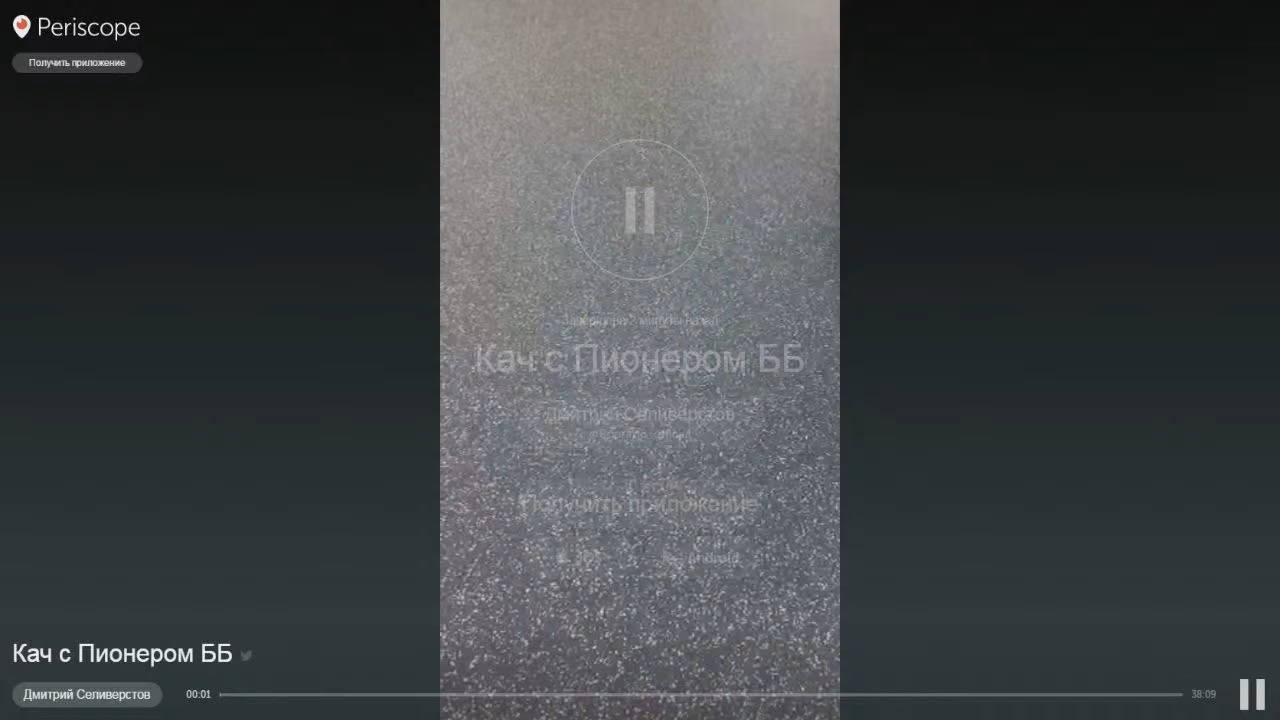 Periscope
Получить приложение
Кач с Пионером ББ
Дмитрий Селиверстов
Получить приложение
Android
Кач с Пионером ББ
Дмитрий Селиверстов
00:01
38:09